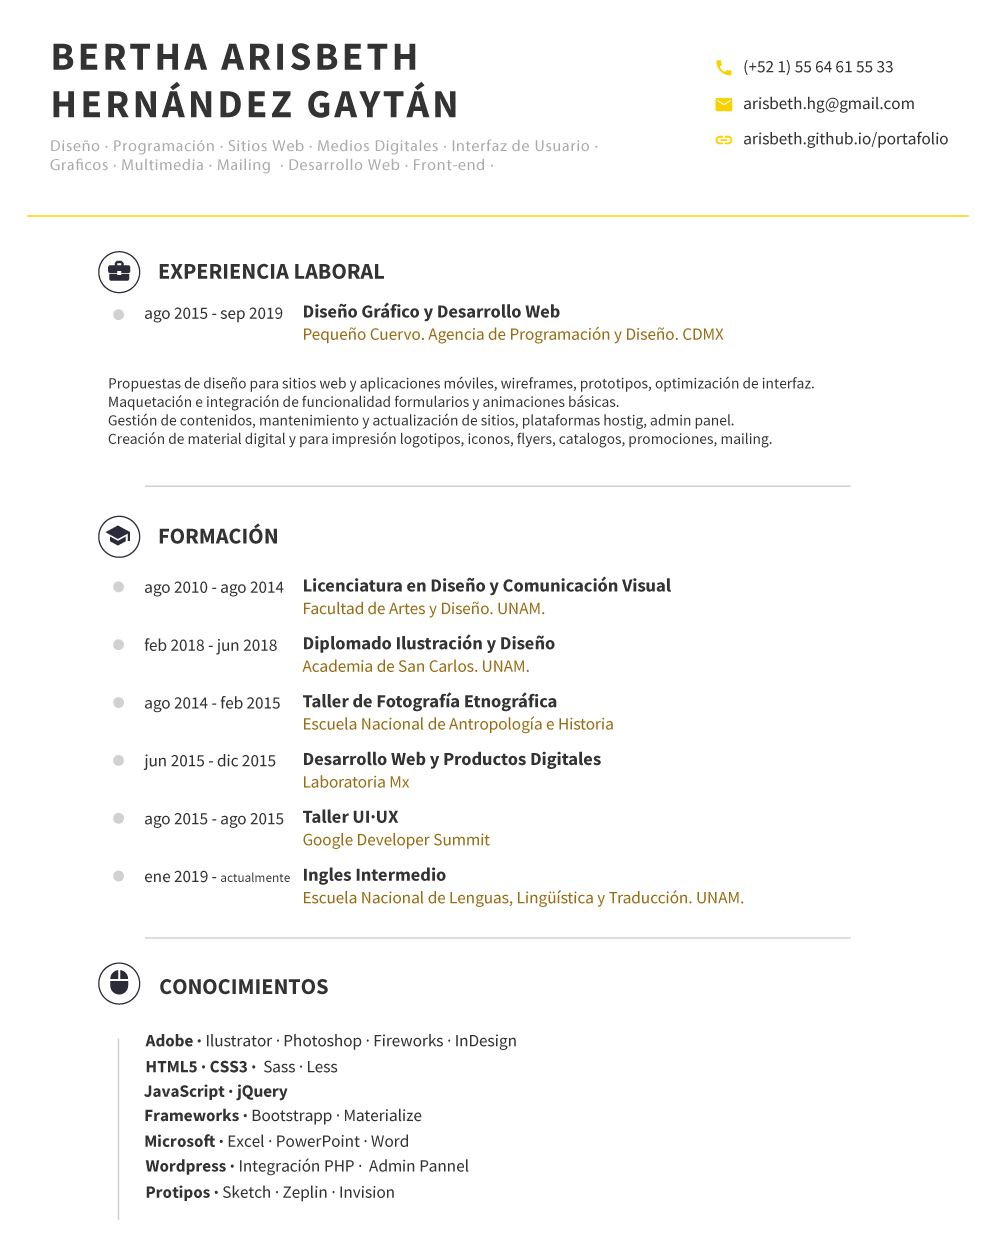 BERTHA ARISBETH
HERNÁNDEZ GAYTÁN
Diseño · Programación · Sitios Web · Medios Digitales · Interfaz de Usuario ·
Graficos · Multimedia · Mailing · Desarrollo Web · Front-end ·
(+52 1) 55 64 61 55 33
arisbeth.hg@gmail.com
arisbeth.github.io/portafolio
EXPERIENCIA LABORAL
ago 2015 - sep 2019 Diseño Gráfico y Desarrollo Web
Pequeño Cuervo. Agencia de Programación y Diseño. CDMX
Propuestas de diseño para sitios web y aplicaciones móviles, wireframes, prototipos, optimización de interfaz.
Maquetación e integración de funcionalidad formularios y animaciones básicas.
Gestión de contenidos, mantenimiento y actualización de sitios, plataformas hostig, admin panel.
Creación de material digital y para impresión logotipos, iconos, flyers, catalogos, promociones, mailing.
FORMACIÓN
ago 2010 - ago 2014 Licenciatura en Diseño y Comunicación Visual
Facultad de Artes y Diseño. UNAM.
feb 2018 - jun 2018 Diplomado Ilustración y Diseño
Academia de San Carlos. UNAM.
ago 2014 - feb 2015 Taller de Fotografía Etnográfica
Escuela Nacional de Antropología e Historia
jun 2015 - dic 2015 Desarrollo Web y Productos Digitales
Laboratoria Mx
ago 2015 - ago 2015 Taller UI·UX
Google Developer Summit
ene 2019 - actualmente Ingles Intermedio
Escuela Nacional de Lenguas, Lingüística y Traducción. UNAM.
CONOCIMIENTOS
Adobe · Ilustrator · Photoshop · Fireworks · InDesign
HTML5 · CSS3 · Sass · Less
JavaScript · jQuery
Frameworks · Bootstrapp · Materialize
Microsoft · Excel · PowerPoint · Word
Wordpress · Integración PHP · Admin Pannel
Protipos · Sketch · Zeplin · Invision